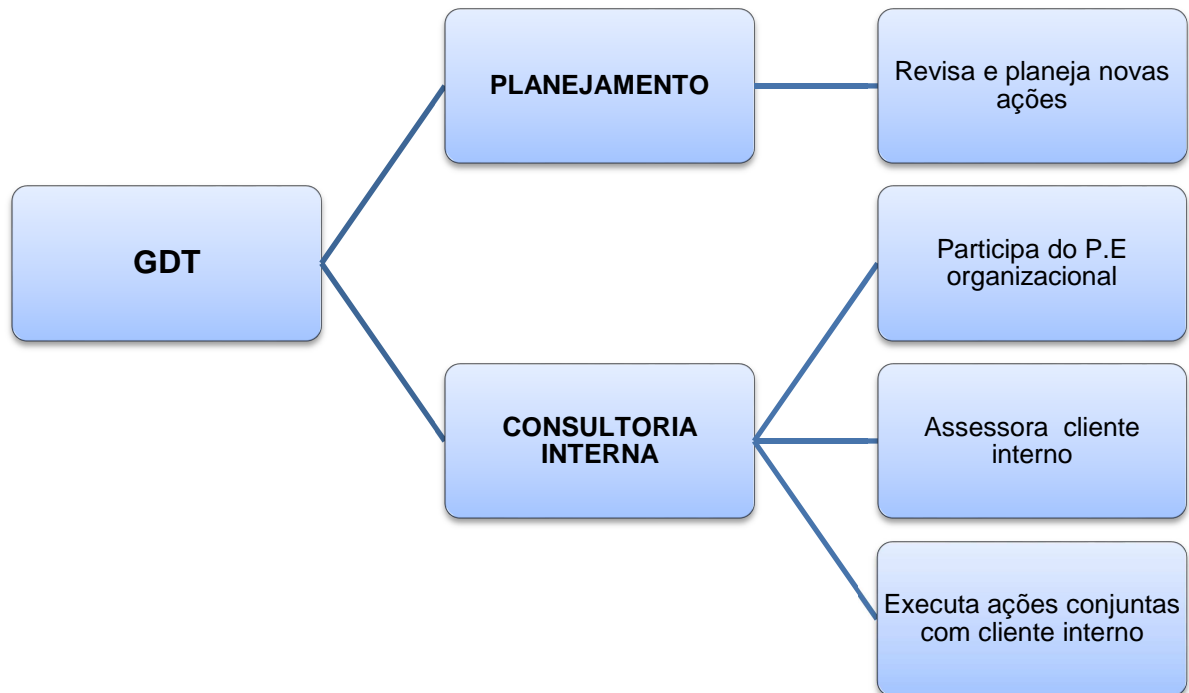 PLANEJAMENTO
Revisa e planeja novas
ações
GDT
Participa do P.E
organizacional
CONSULTORIA
INTERNA
Assessora cliente
interno
Executa ações conjuntas
com cliente interno